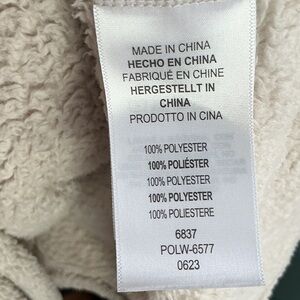 MADE IN CHINA
HECHO EN CHINA
FABRIQUÉ EN CHINE
HERGESTELLT IN
CHINA
PRODOTTO IN CINA
100% POLYESTER
100% POLIÉSTER
100% POLYESTER
100% POLYESTER
100% POLIESTERE
6837
POLW-6577
0623